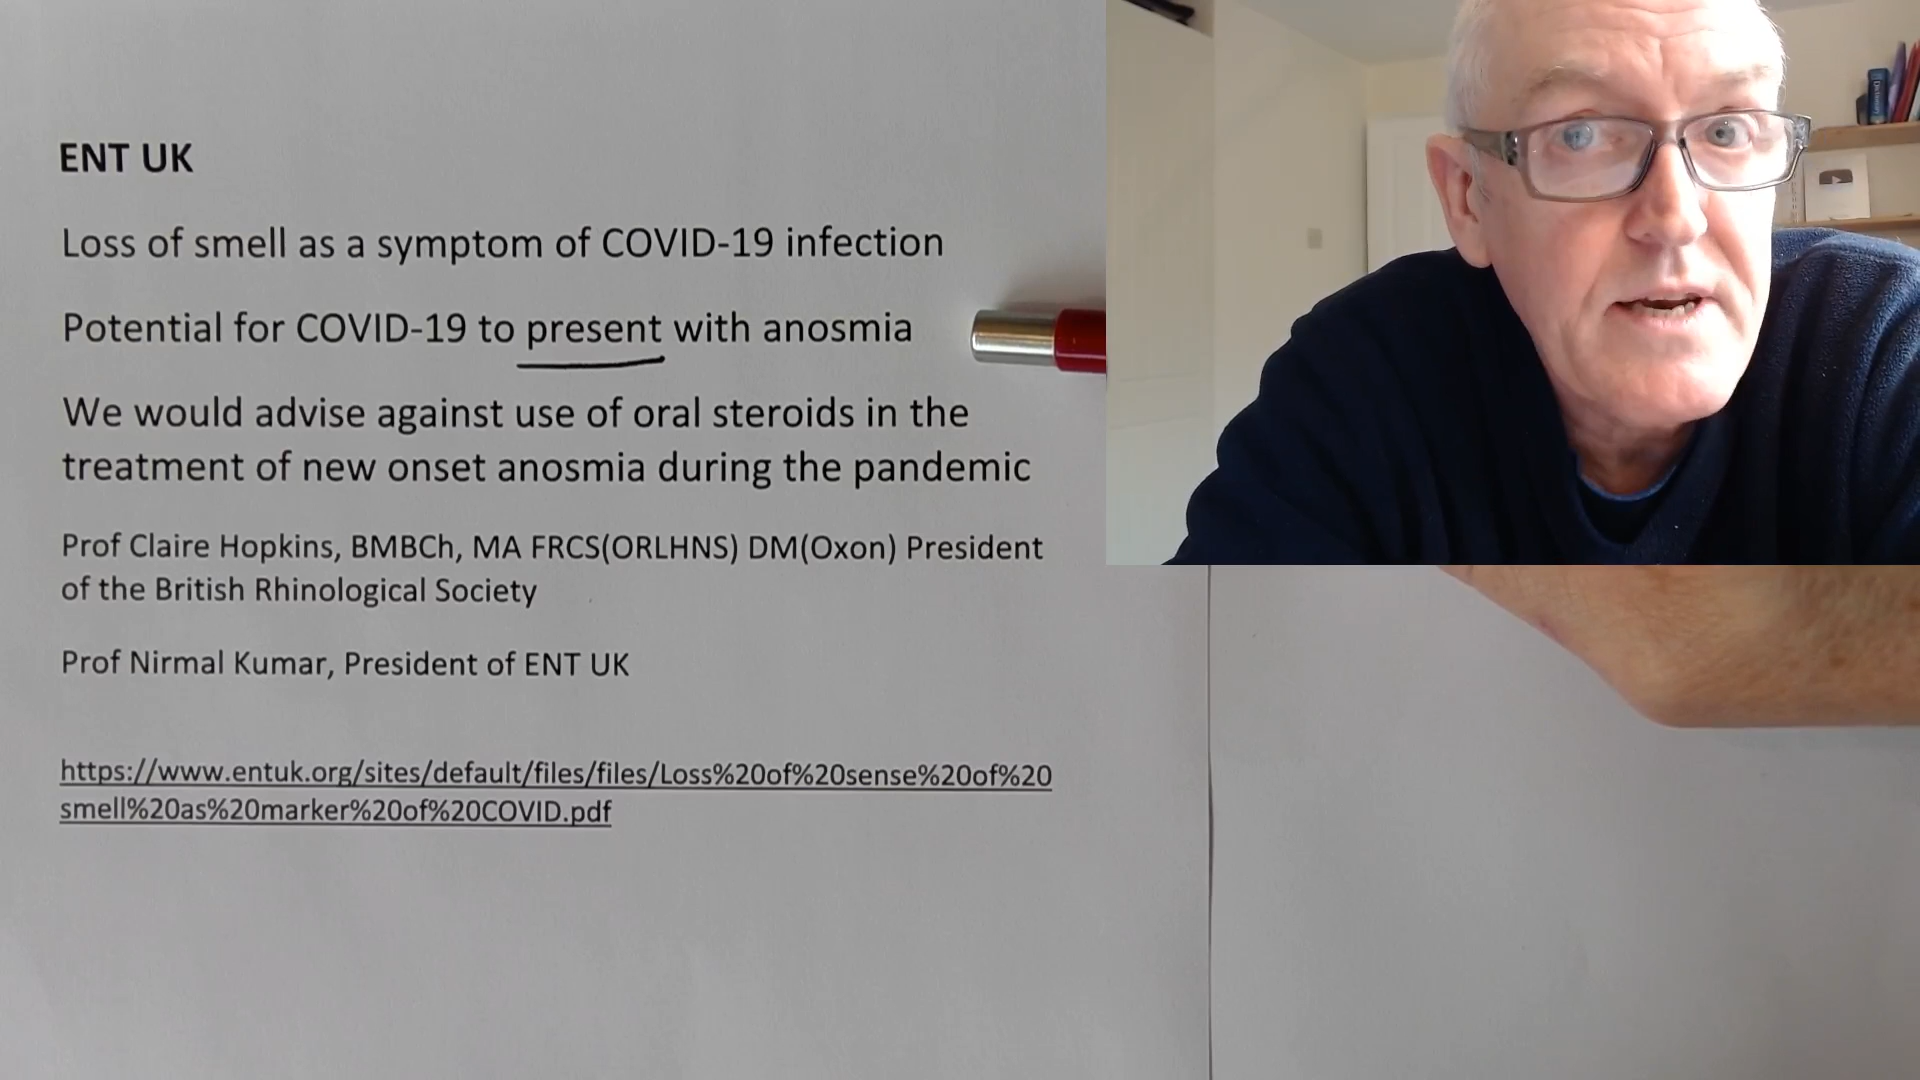 ENT UK
Loss of smell as a symptom of COVID-19 infection
Potential for COVID-19 to present with anosmia
We would advise against use of oral steroids in the
treatment of new onset anosmia during the pandemic
Prof Claire Hopkins, BMBCh, MA FRCS(ORLHNS) DM(Oxon) President
of the British Rhinological Society
Prof Nirmal Kumar, President of ENT UK
https://www.entuk.org/sites/default/files/files/Loss%20of%20sense%20of%20
smell%20as%20marker%20of%20COVID.pdf
Dictionary